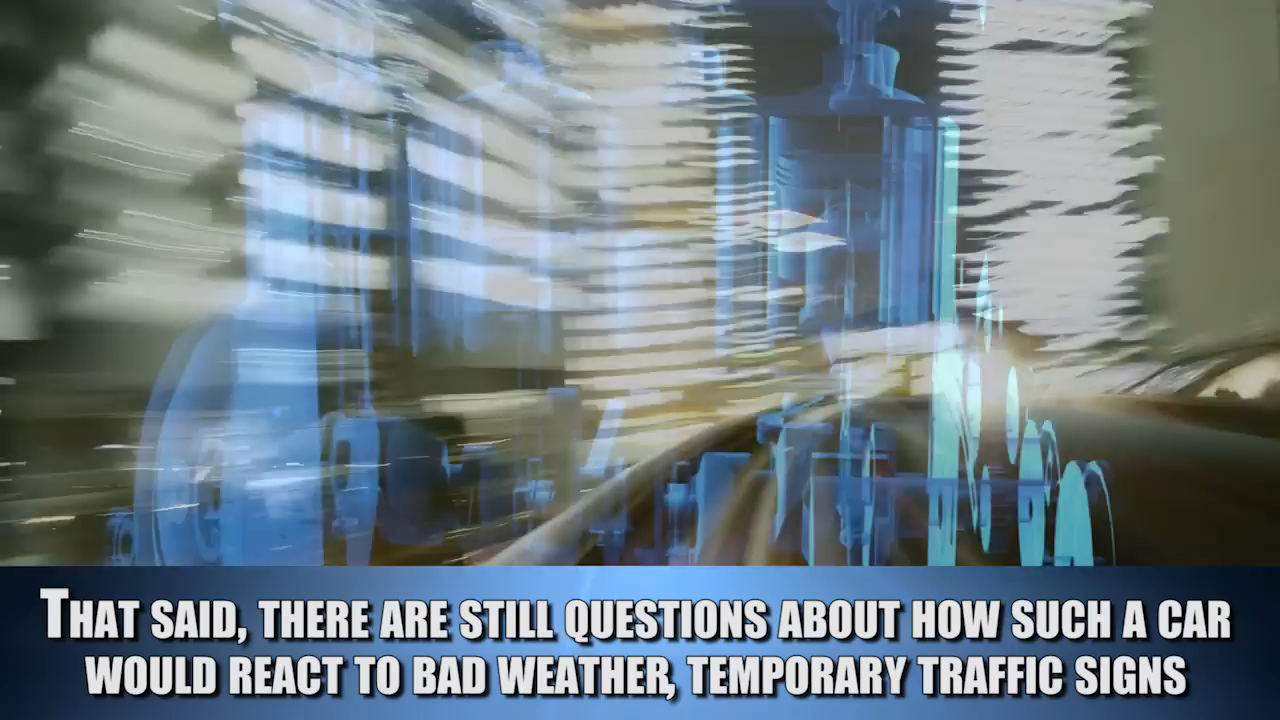 THAT SAID, THERE ARE STILL QUESTIONS ABOUT HOW SUCH A CAR
WOULD REACT TO BAD WEATHER, TEMPORARY TRAFFIC SIGNS